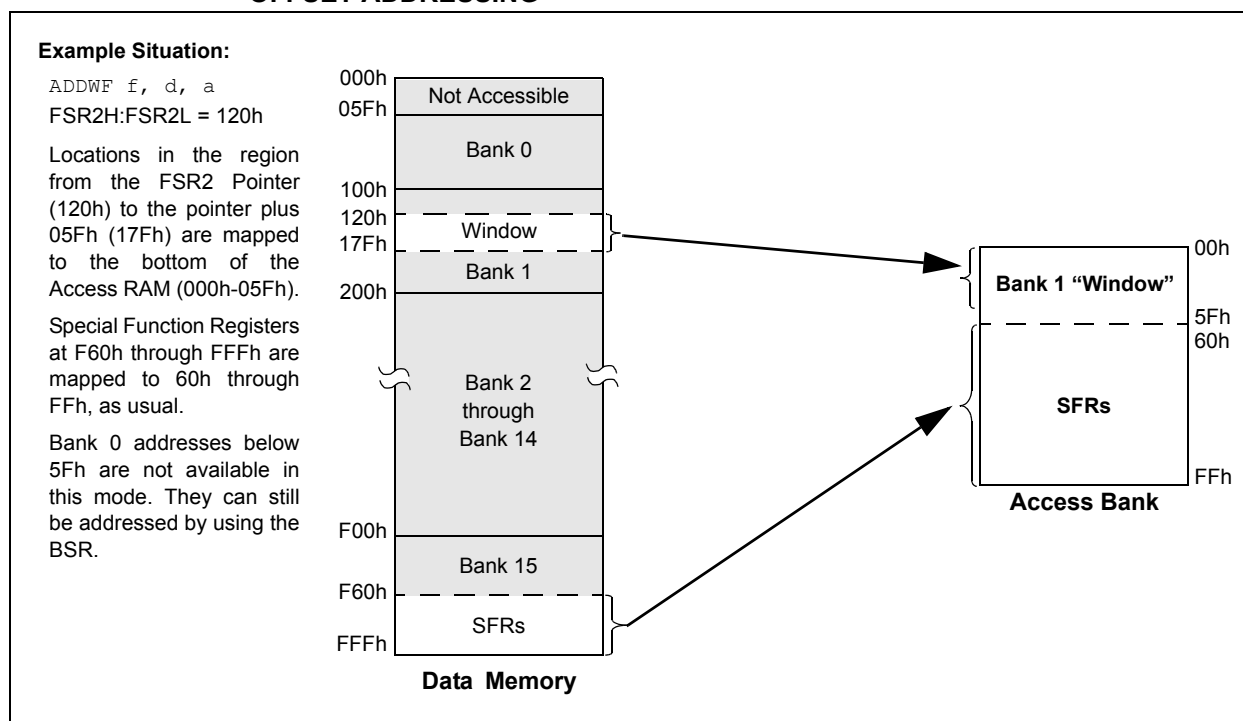 OFFSET ADDRESSING
Example Situation:
ADDWF f, d, a
FSR2H:FSR2L = 120h
Locations in the region
from the FSR2 Pointer
(120h) to the pointer plus
05Fh (17Fh) are mapped
to the bottom of the
Access RAM (000h-05Fh).
Special Function Registers
at F60h through FFFh are
mapped to 60h through
FFh, as usual.
Bank 0 addresses below
5Fh are not available in
this mode. They can still
be addressed by using the
BSR.
000h
Not Accessible
05Fh
Bank 0
100h
120h
Window
17Fh
Bank 1
200h
Bank 2
through
Bank 14
F00h
Bank 15
F60h
SFRs
FFFh
Data Memory
00h
Bank 1 “Window”
5Fh
60h
SFRs
FFh
Access Bank